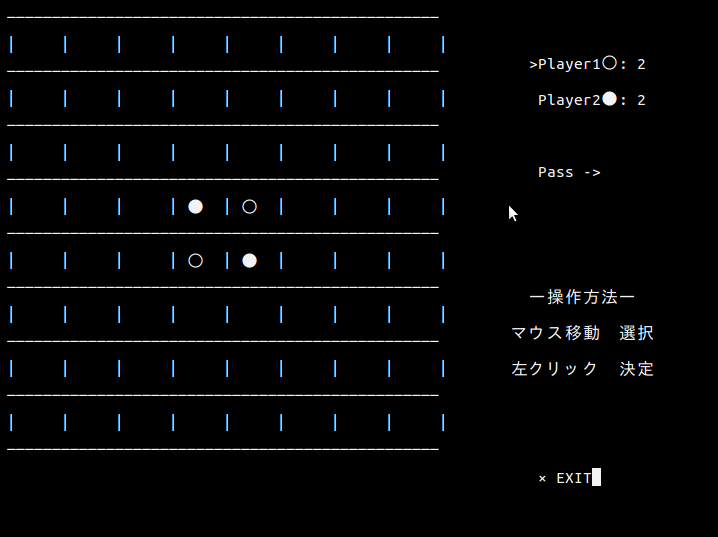 >Player1○: 2
Player2●: 2
Pass ->
ー操作方法ー
マウス移動　選択
左クリック　決定
× EXIT